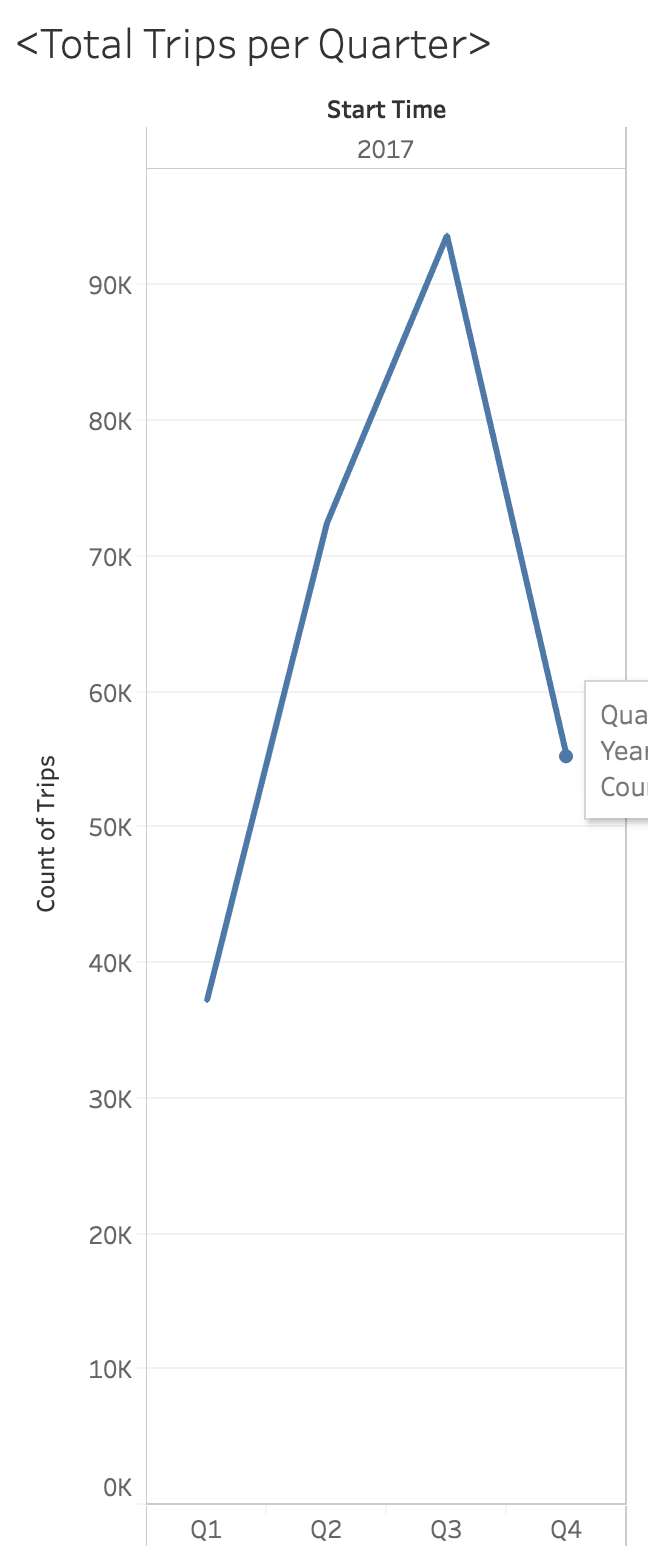 <Total Trips per Quarter>
Start Time
2017
90K
80K
70K
60K
50K
40K
30K
20K
10K
0K
Count of Trips
Q1 Q2 Q3 Q4